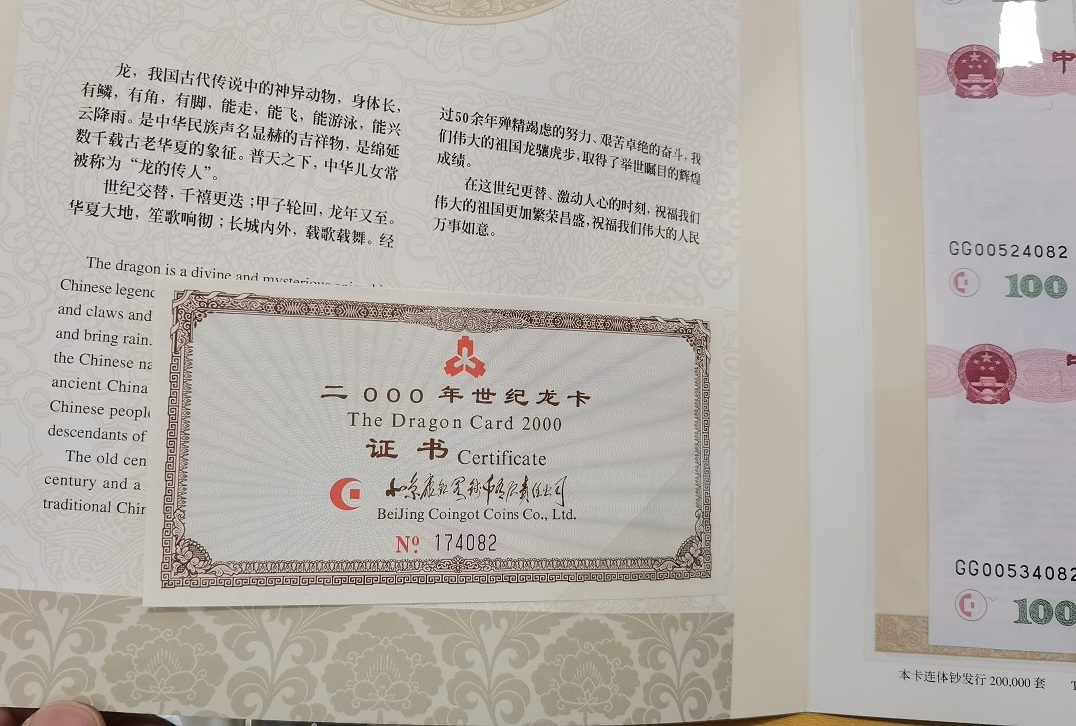 龙，我国古代传说中的神异动物，身体长，
有鳞，有角，有脚，能走，能飞，能游泳，能兴
云降雨。是中华民族声名显赫的吉祥物，是绵延
数千载古老华夏的象征。普天之下，中华儿女常
被称为“龙的传人”。
世纪交替，千禧更迭；甲子轮回，龙年又至。
华夏大地，笙歌响彻；长城内外，载歌载舞。经
过50余年殚精竭虑的努力、艰苦卓绝的奋斗，我
们伟大的祖国龙骧虎步，取得了举世瞩目的辉煌
成绩。
在这世纪更替、激动人心的时刻，祝福我们
伟大的祖国更加繁荣昌盛，祝福我们伟大的人民
万事如意。
The dragon is a divine and mysterious
Chinese legend
and claws and
and bring rain.
the Chinese na
ancient China
Chinese people
descendants of
The old cen
century and a
traditional Chin
二000年世纪龙卡
The Dragon Card 2000
证书 Certificate
BeiJing Coingot Coins Co., Ltd.
Nº 174082
中
GG00524082
100
GG00534082
100
本卡连体钞发行 200,000 套 T